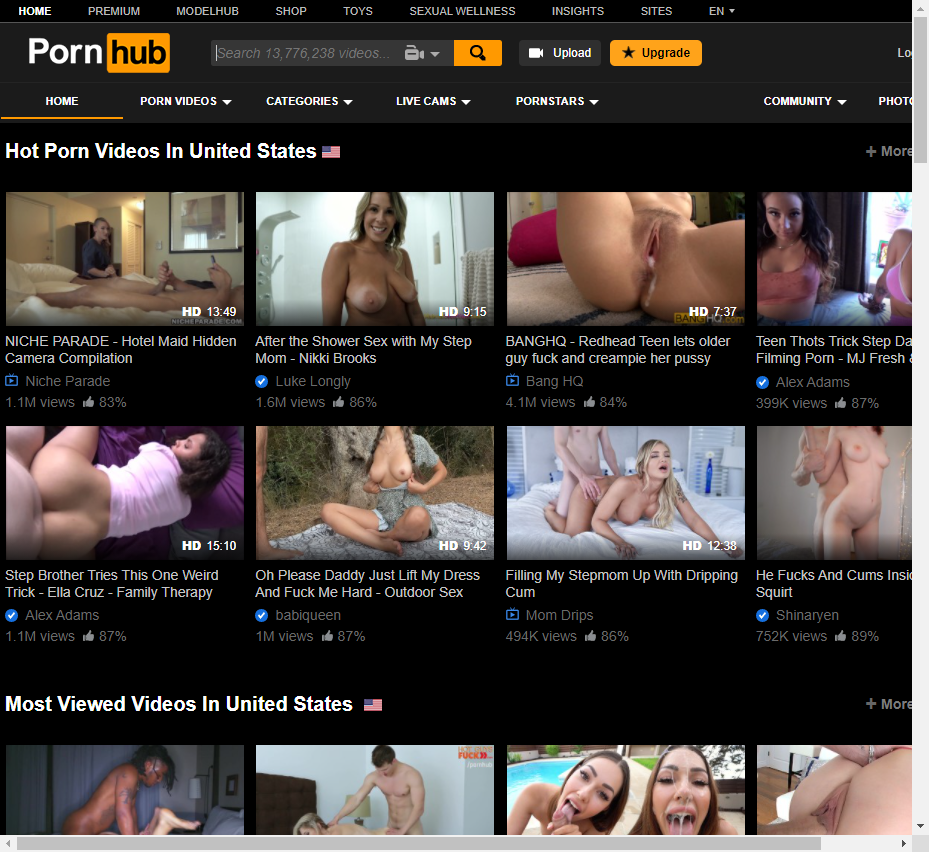 HOME PREMIUM MODELHUB SHOP TOYS SEXUAL WELLNESS INSIGHTS SITES EN
Porn hub Search 13,776,238 videos... Upload Upgrade
HOME PORN VIDEOS CATEGORIES LIVE CAMS PORNSTARS COMMUNITY
Hot Porn Videos In United States + More
HD 13:49 HD 9:15 HD 7:37
NICHEPARADE.COM BANGHQ.com
NICHE PARADE - Hotel Maid Hidden After the Shower Sex with My Step BANGHQ - Redhead Teen lets older Teen Thots Trick Step
Camera Compilation Mom - Nikki Brooks guy fuck and creampie her pussy Filming Porn - MJ Fresh
Niche Parade Luke Longly Bang HQ Alex Adams
1.1M views 83% 1.6M views 86% 4.1M views 84% 399K views 87%
HD 15:10 HD 9:42 HD 12:38
Step Brother Tries This One Weird Oh Please Daddy Just Lift My Dress Filling My Stepmom Up With Dripping He Fucks And Cums
Trick - Ella Cruz - Family Therapy And Fuck Me Hard - Outdoor Sex Cum Squirt
Alex Adams babiqueen Mom Drips Shinaryen
1.1M views 87% 1M views 87% 494K views 86% 752K views 89%
Most Viewed Videos In United States + More